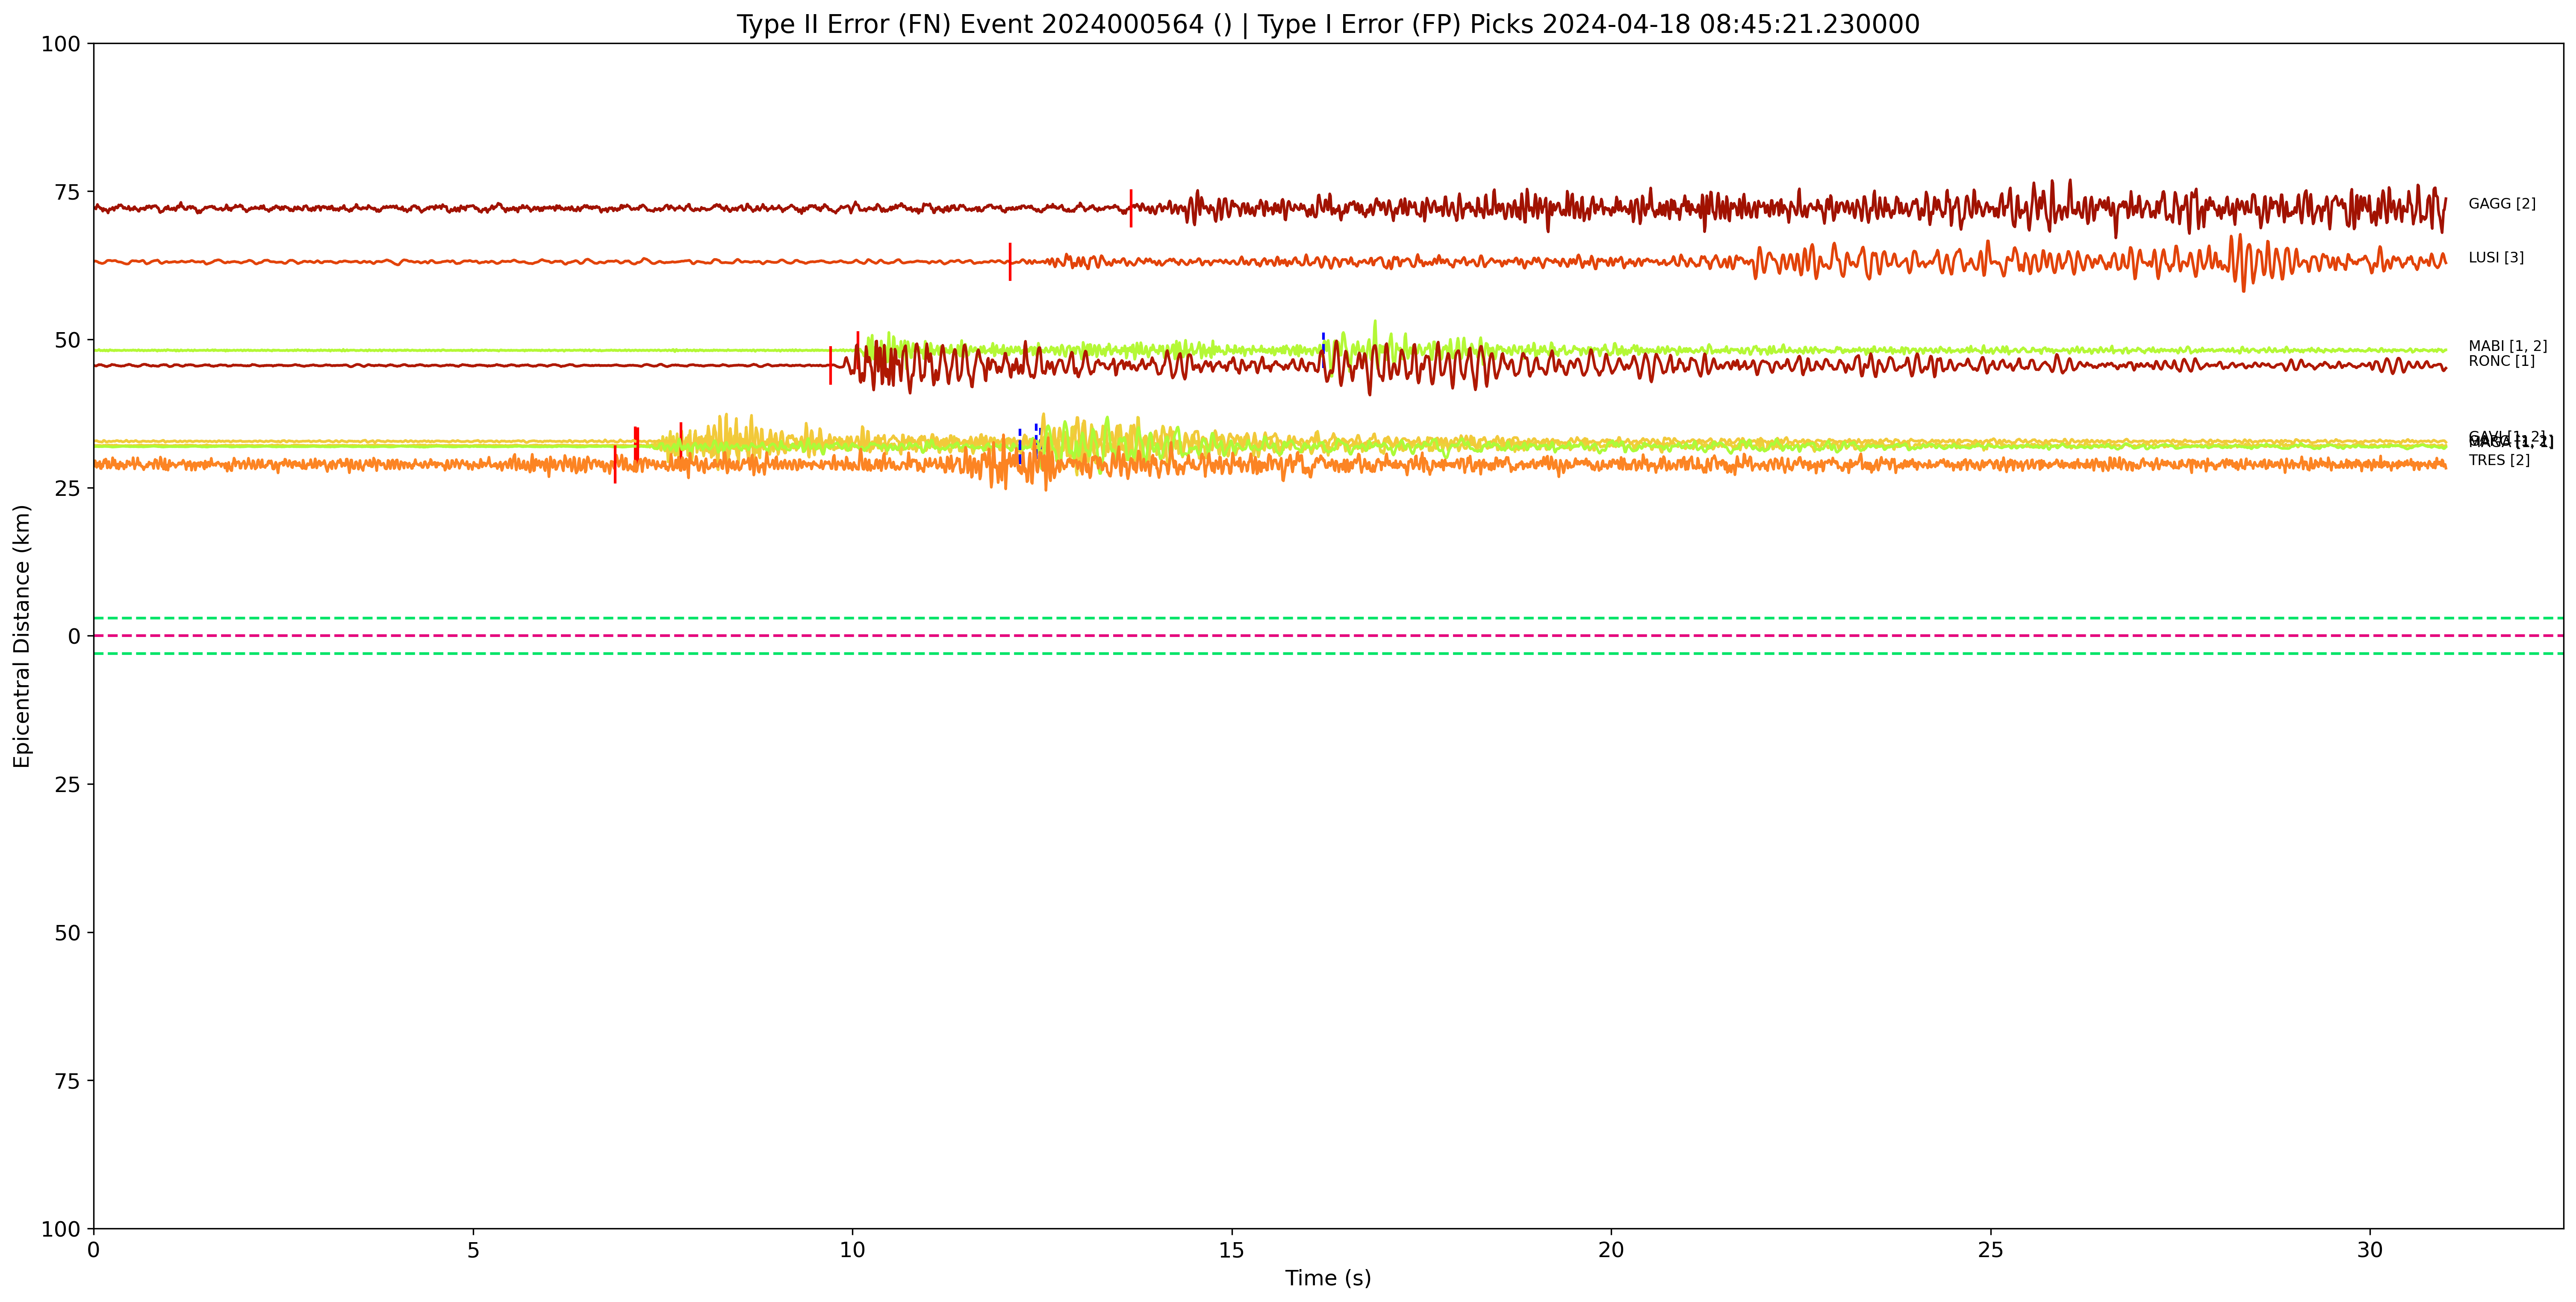 Type II Error (FN) Event 2024000564 () | Type I Error (FP) Picks 2024-04-18 08:45:21.230000
100
75
GAGG [2]
LUSI [3]
50
MABI [1, 2]
RONC [1]
TRES [2]
25
Epicentral Distance (km)
0
25
50
75
100
0 5 10 15 20 25 30
Time (s)